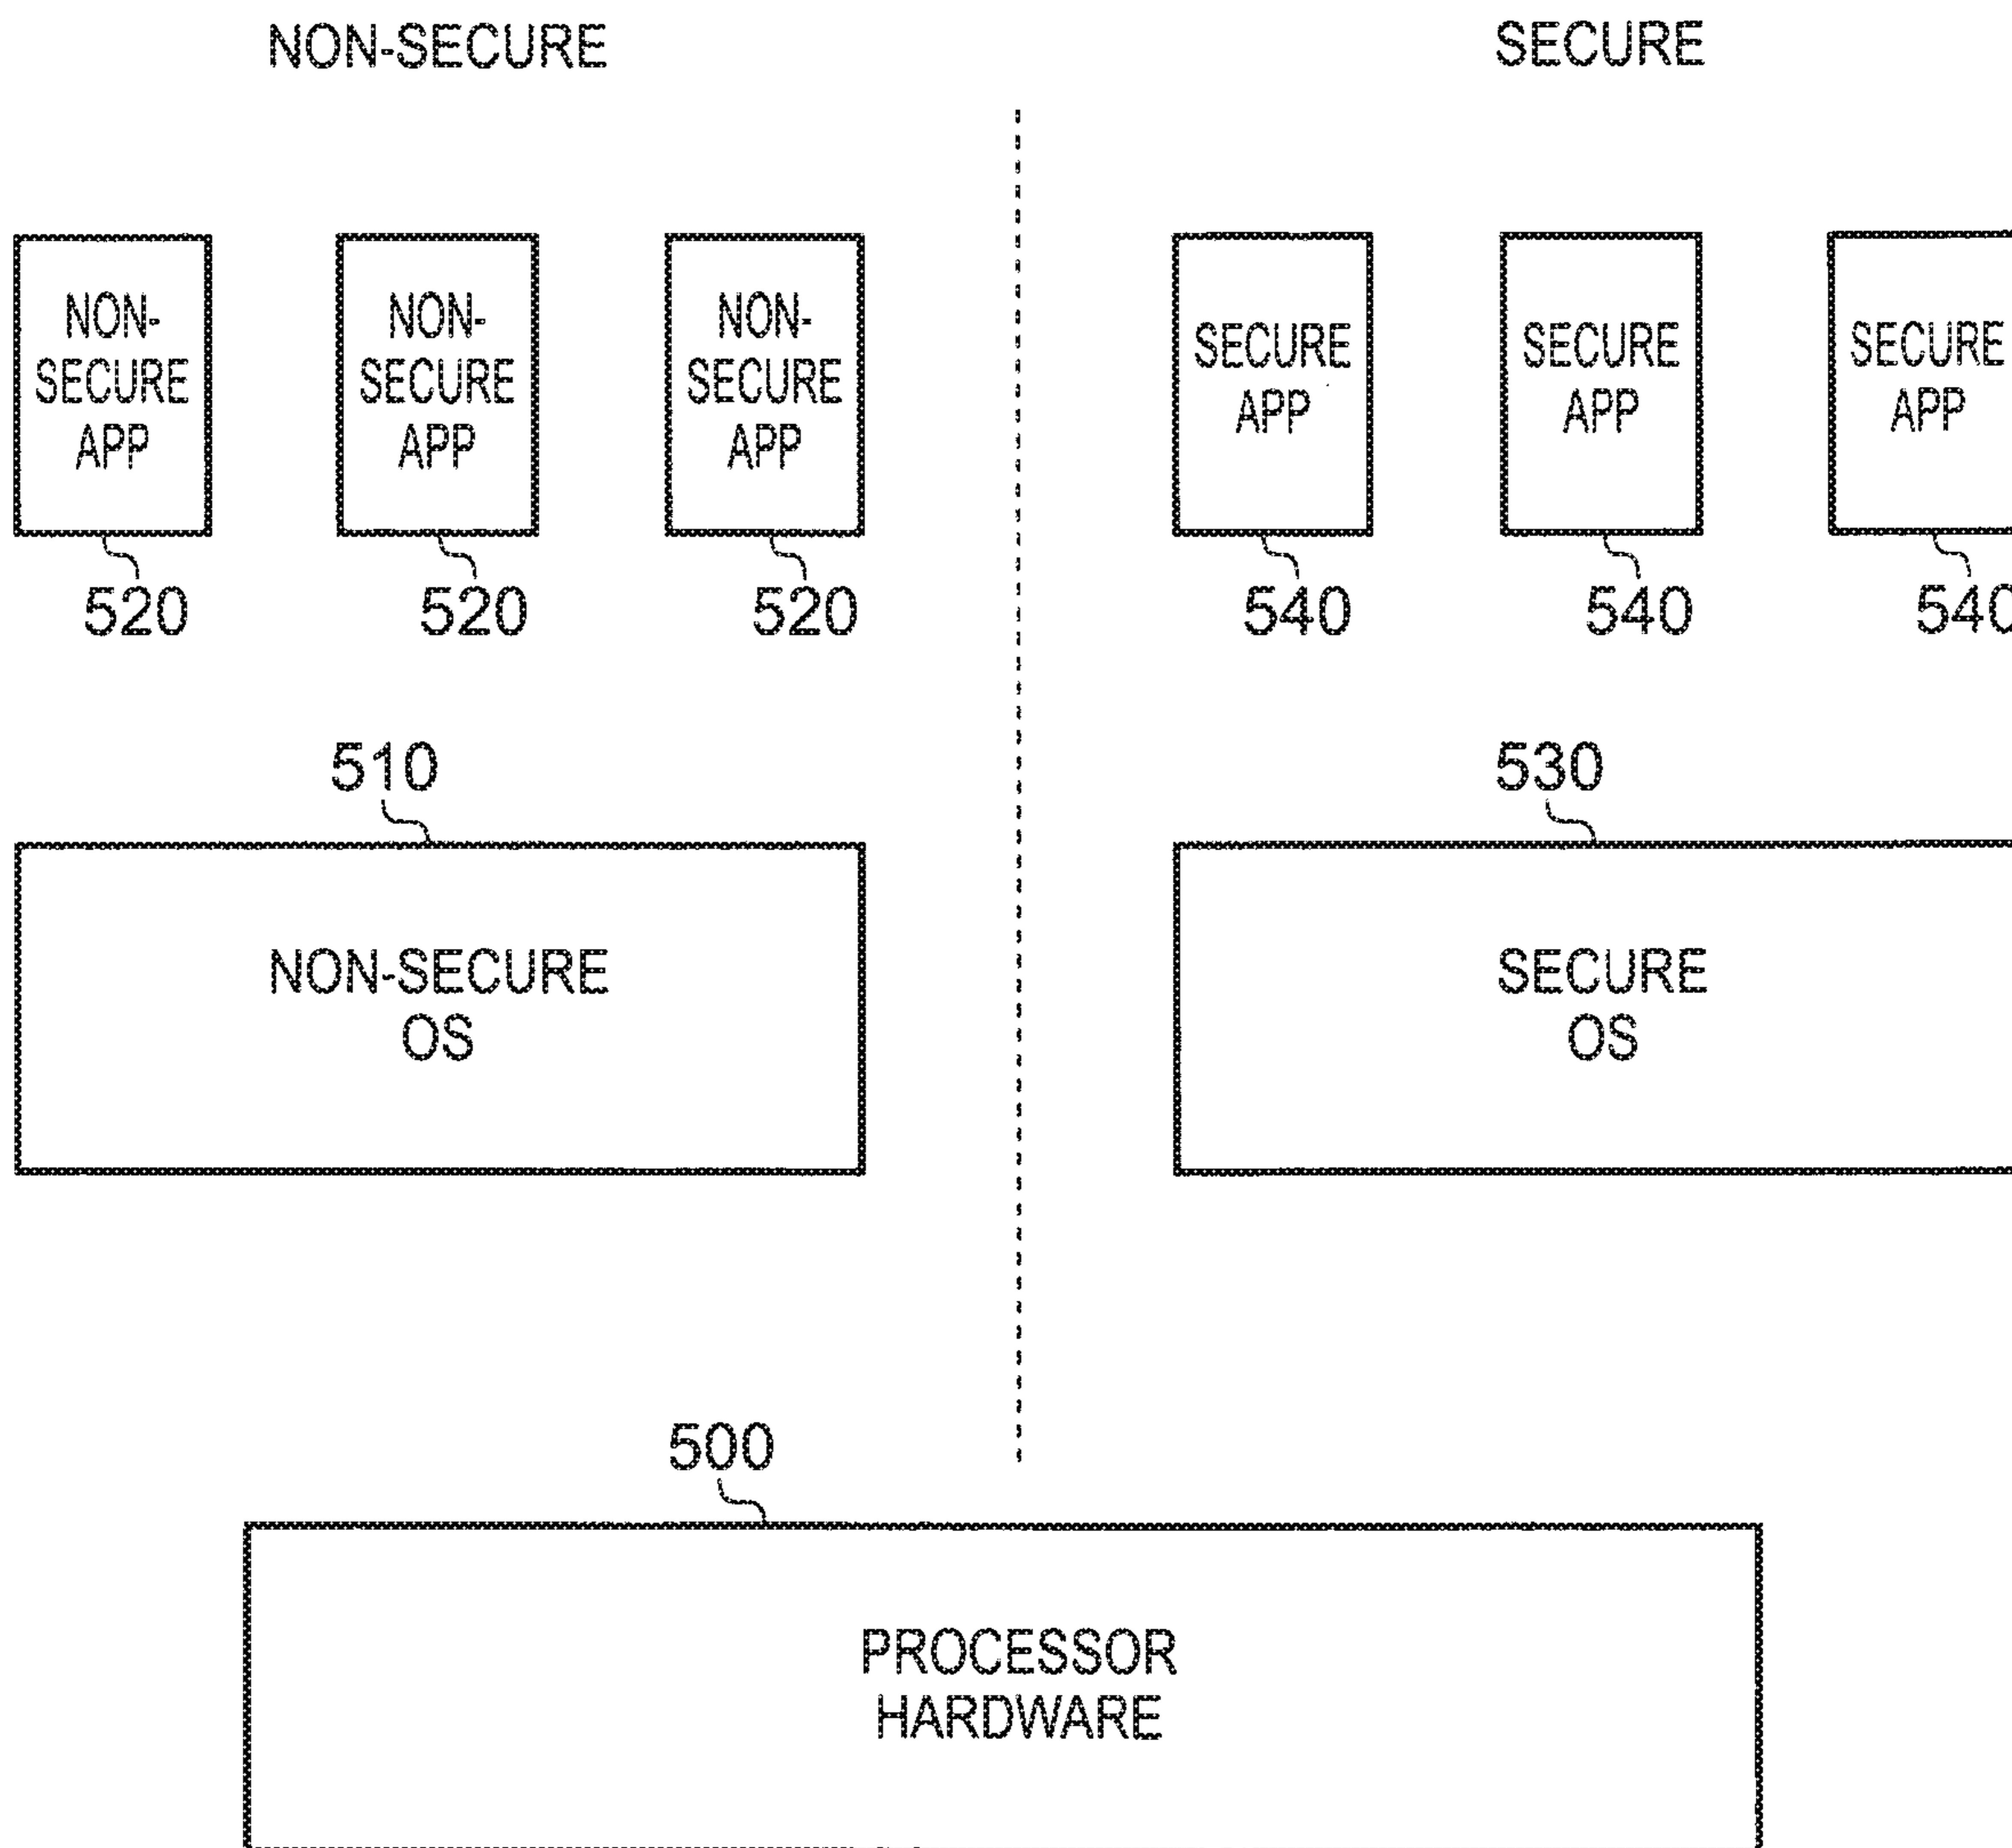 NON-SECURE
SECURE
NON-
SECURE
APP
NON-
SECURE
APP
NON-
SECURE
APP
SECURE
APP
SECURE
APP
SECURE
APP
520
520
520
540
540
540
510
530
NON-SECURE
OS
SECURE
OS
500
PROCESSOR
HARDWARE